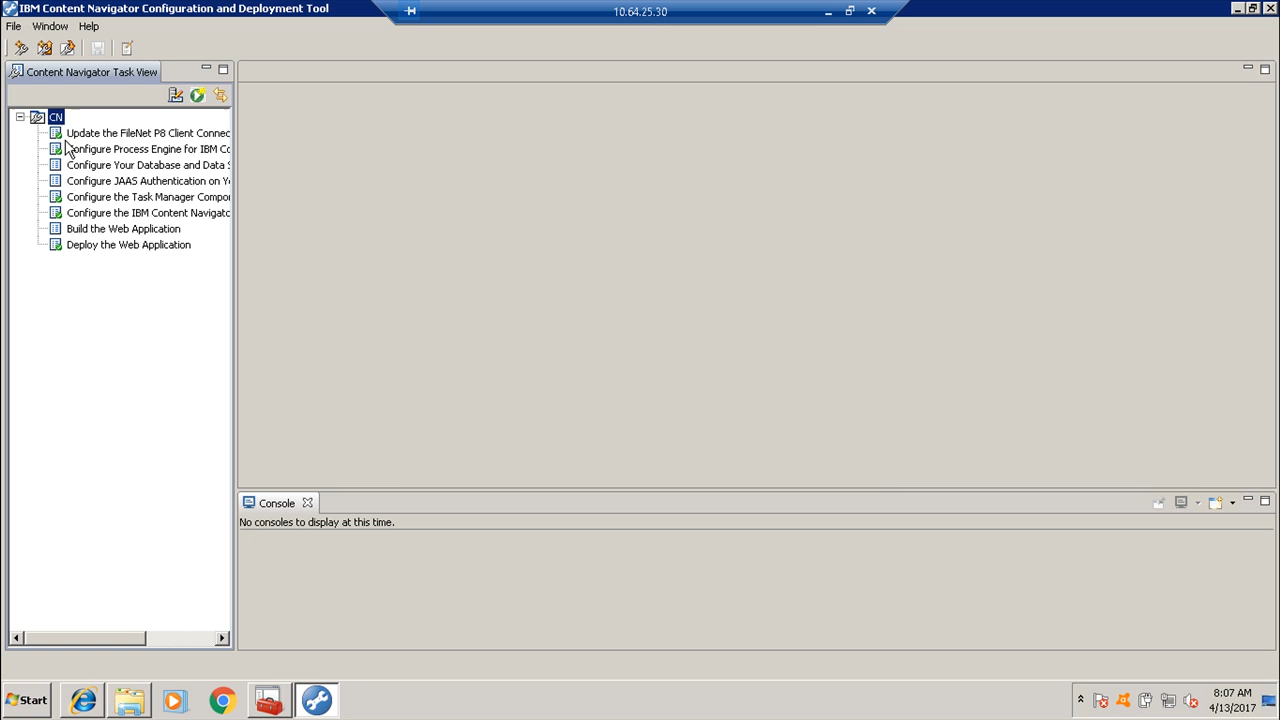 IBM Content Navigator Configuration and Deployment Tool
10.64.25.30
File Window Help
Content Navigator Task View
CN
Update the FileNet P8 Client Connec
Configure Process Engine for IBM Co
Configure Your Database and Data S
Configure JAAS Authentication on Yo
Configure the Task Manager Compo
Configure the IBM Content Navigato
Build the Web Application
Deploy the Web Application
Console
No consoles to display at this time.
Start
8:07 AM
4/13/2017